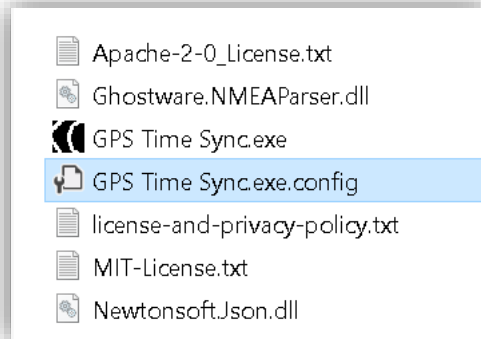 Apache-2-0_License.txt
Ghostware.NMEAParser.dll
GPS Time Sync.exe
GPS Time Sync.exe.config
license-and-privacy-policy.txt
MIT-License.txt
Newtonsoft.Json.dll